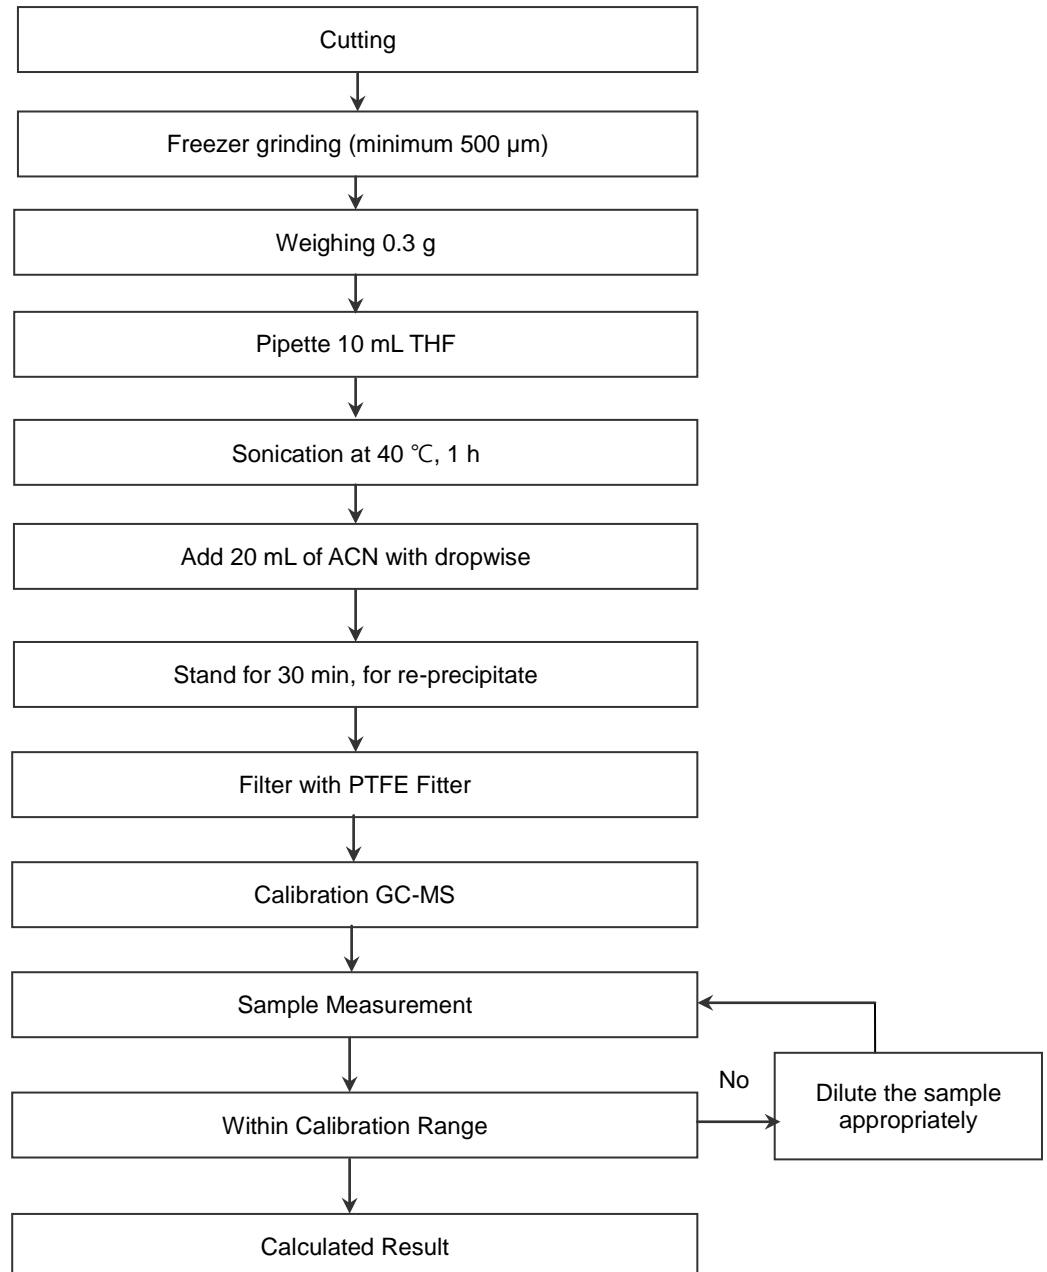 Cutting
Freezer grinding (minimum 500 μm)
Weighing 0.3 g
Pipette 10 mL THF
Sonication at 40 ℃, 1 h
Add 20 mL of ACN with dropwise
Stand for 30 min, for re-precipitate
Filter with PTFE Fitter
Calibration GC-MS
Sample Measurement
No
Dilute the sample
appropriately
Within Calibration Range
Calculated Result